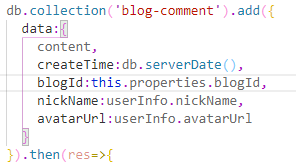 db.collection('blog-comment').add({
data:{
content,
createTime:db.serverDate(),
blogId:this.properties.blogId,
nickName:userInfo.nickName,
avatarUrl:userInfo.avatarUrl
}
}).then(res=>{